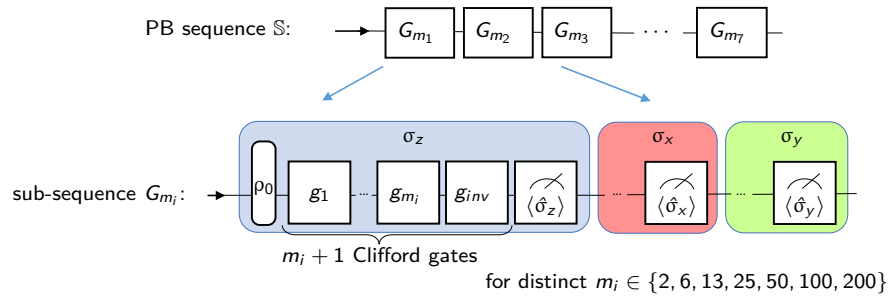 PB sequence 𝕊:
G_{m_1} G_{m_2} G_{m_3} · · · G_{m_7}
σ_z σ_x σ_y
sub-sequence G_{m_i}:
ρ_0 g_1 ... g_{m_i} g_{inv} ⟨σ̂_z⟩ ... ⟨σ̂_x⟩ ... ⟨σ̂_y⟩
m_i + 1 Clifford gates
for distinct m_i ∈ {2, 6, 13, 25, 50, 100, 200}